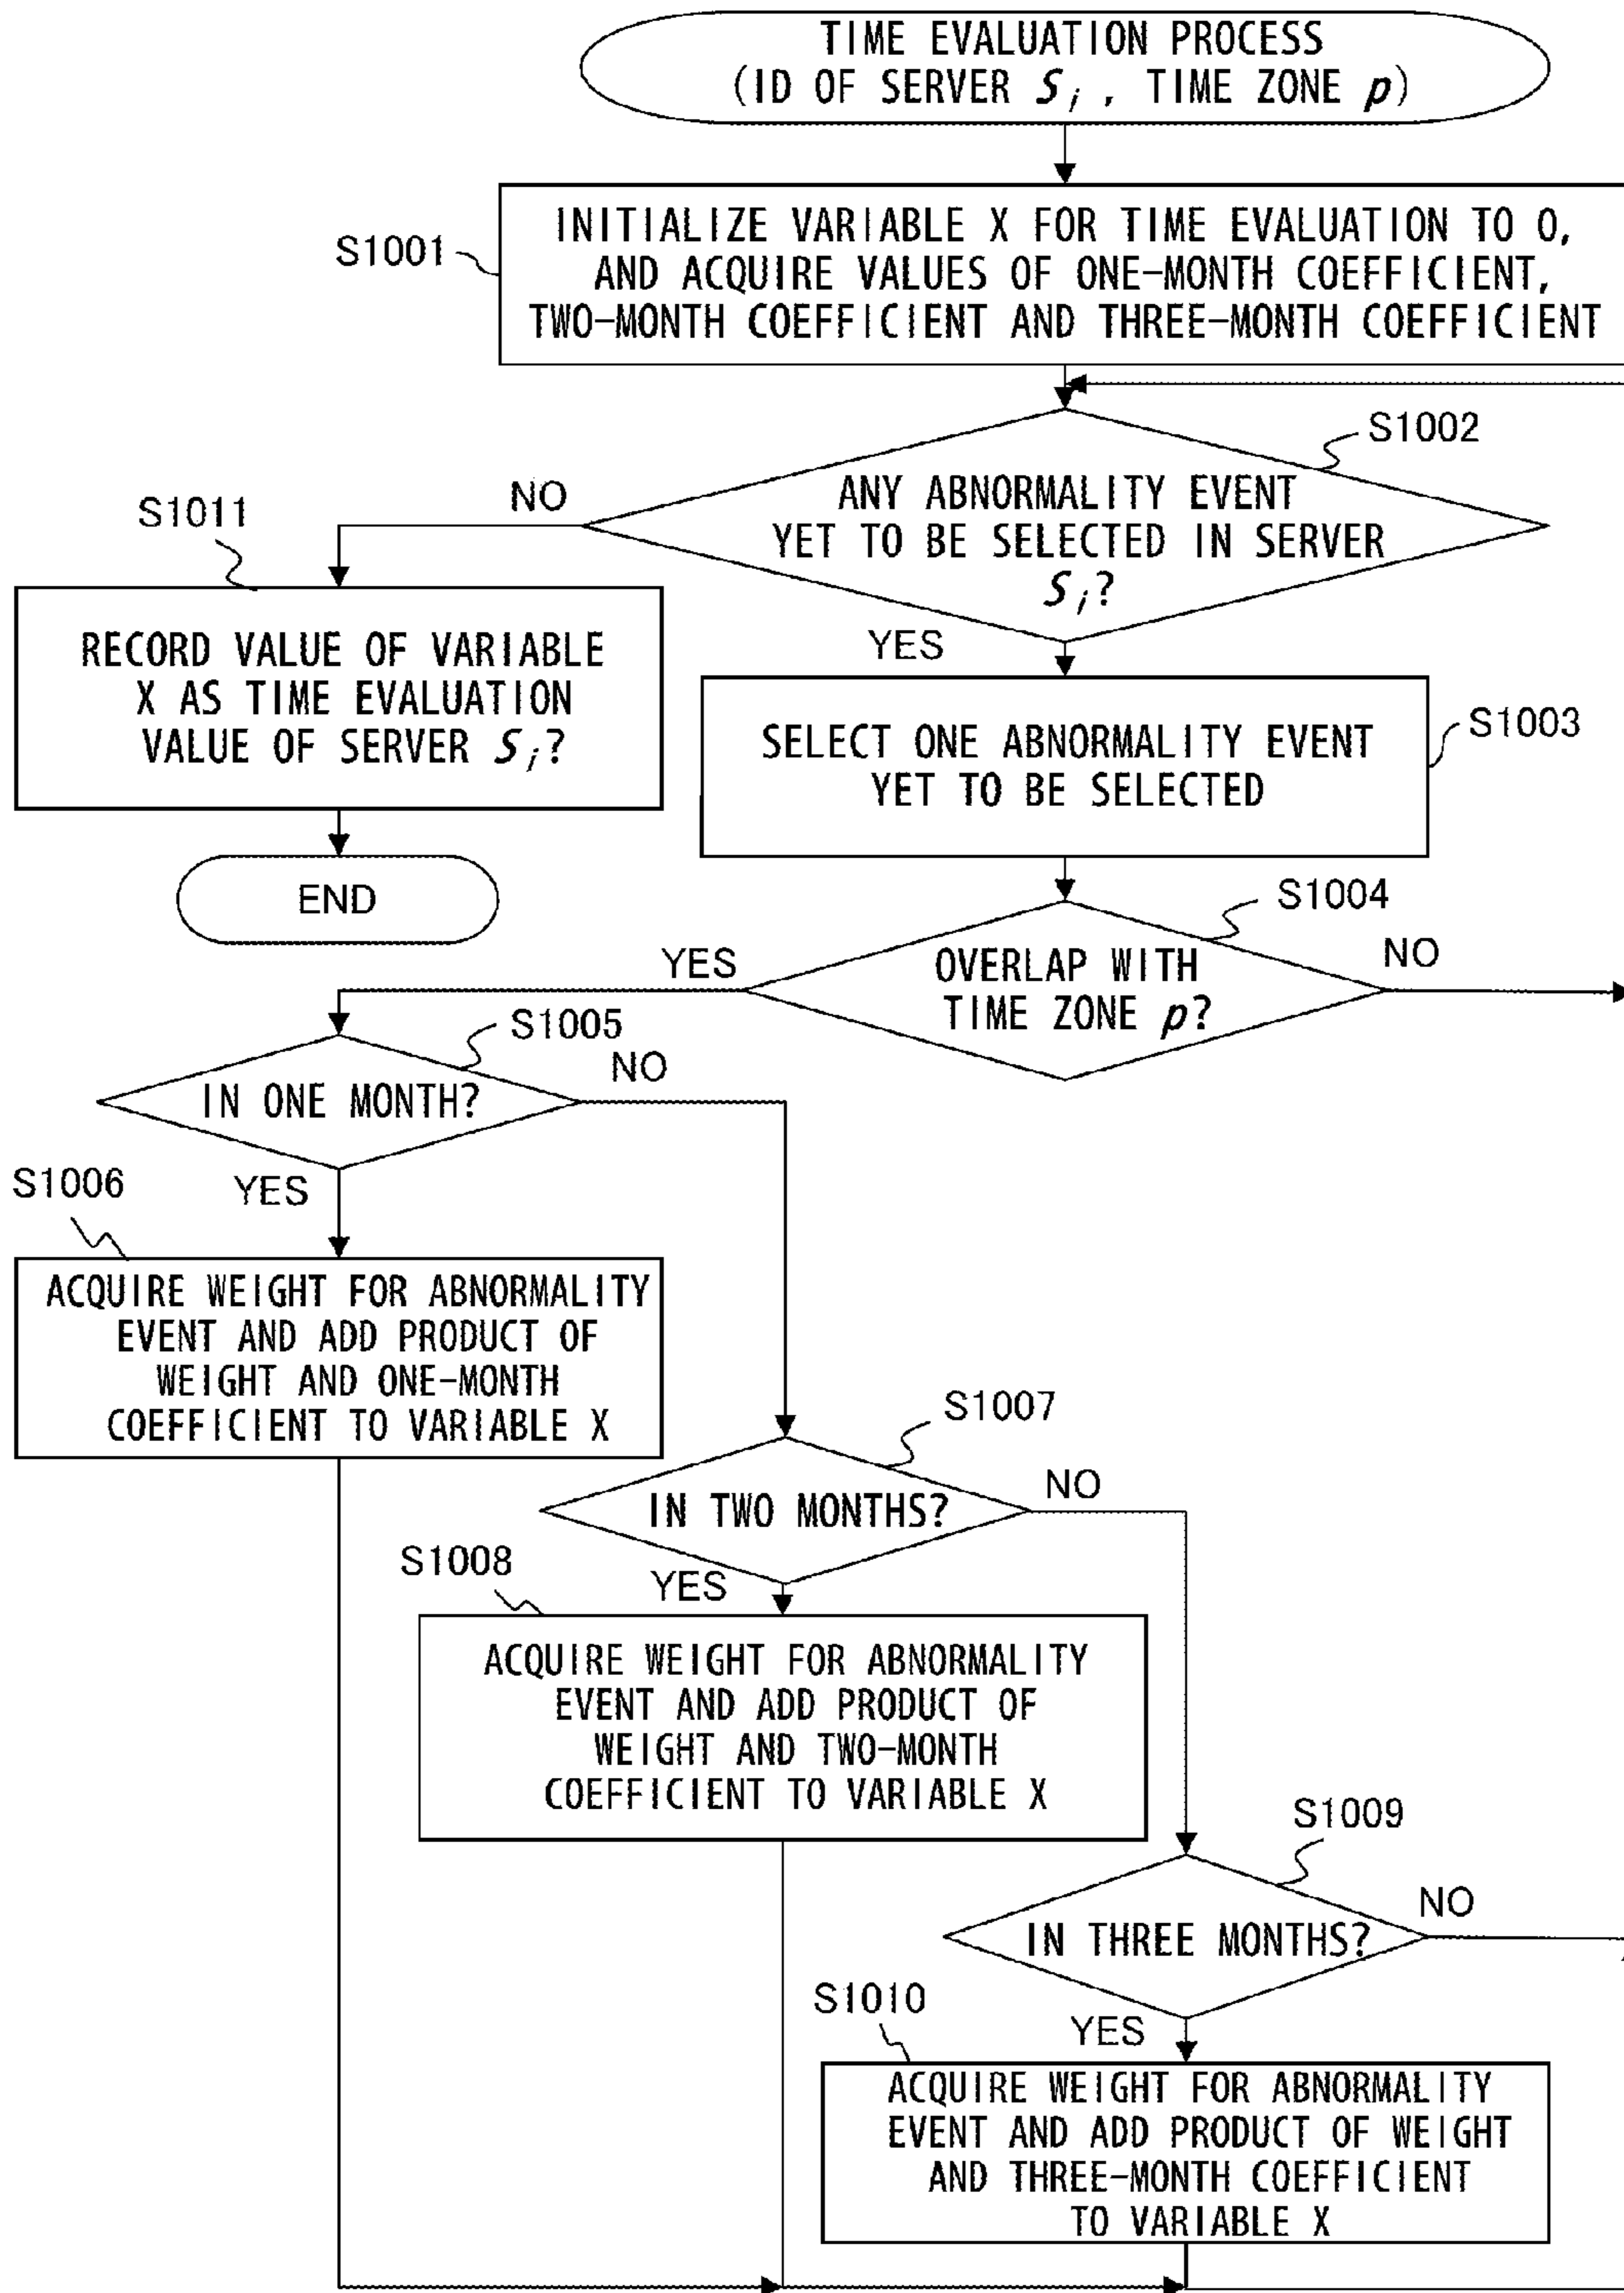 TIME EVALUATION PROCESS
(ID OF SERVER Si, TIME ZONE p)
S1001
INITIALIZE VARIABLE X FOR TIME EVALUATION TO 0,
AND ACQUIRE VALUES OF ONE-MONTH COEFFICIENT,
TWO-MONTH COEFFICIENT AND THREE-MONTH COEFFICIENT
S1002
ANY ABNORMALITY EVENT
YET TO BE SELECTED IN SERVER
Si?
NO
YES
S1011
RECORD VALUE OF VARIABLE
X AS TIME EVALUATION
VALUE OF SERVER Si?
END
S1003
SELECT ONE ABNORMALITY EVENT
YET TO BE SELECTED
S1004
OVERLAP WITH
TIME ZONE p?
YES
NO
S1005
IN ONE MONTH?
NO
YES
S1006
ACQUIRE WEIGHT FOR ABNORMALITY
EVENT AND ADD PRODUCT OF
WEIGHT AND ONE-MONTH
COEFFICIENT TO VARIABLE X
S1007
IN TWO MONTHS?
NO
YES
S1008
ACQUIRE WEIGHT FOR ABNORMALITY
EVENT AND ADD PRODUCT OF
WEIGHT AND TWO-MONTH
COEFFICIENT TO VARIABLE X
S1009
IN THREE MONTHS?
NO
YES
S1010
ACQUIRE WEIGHT FOR ABNORMALITY
EVENT AND ADD PRODUCT OF WEIGHT
AND THREE-MONTH COEFFICIENT
TO VARIABLE X